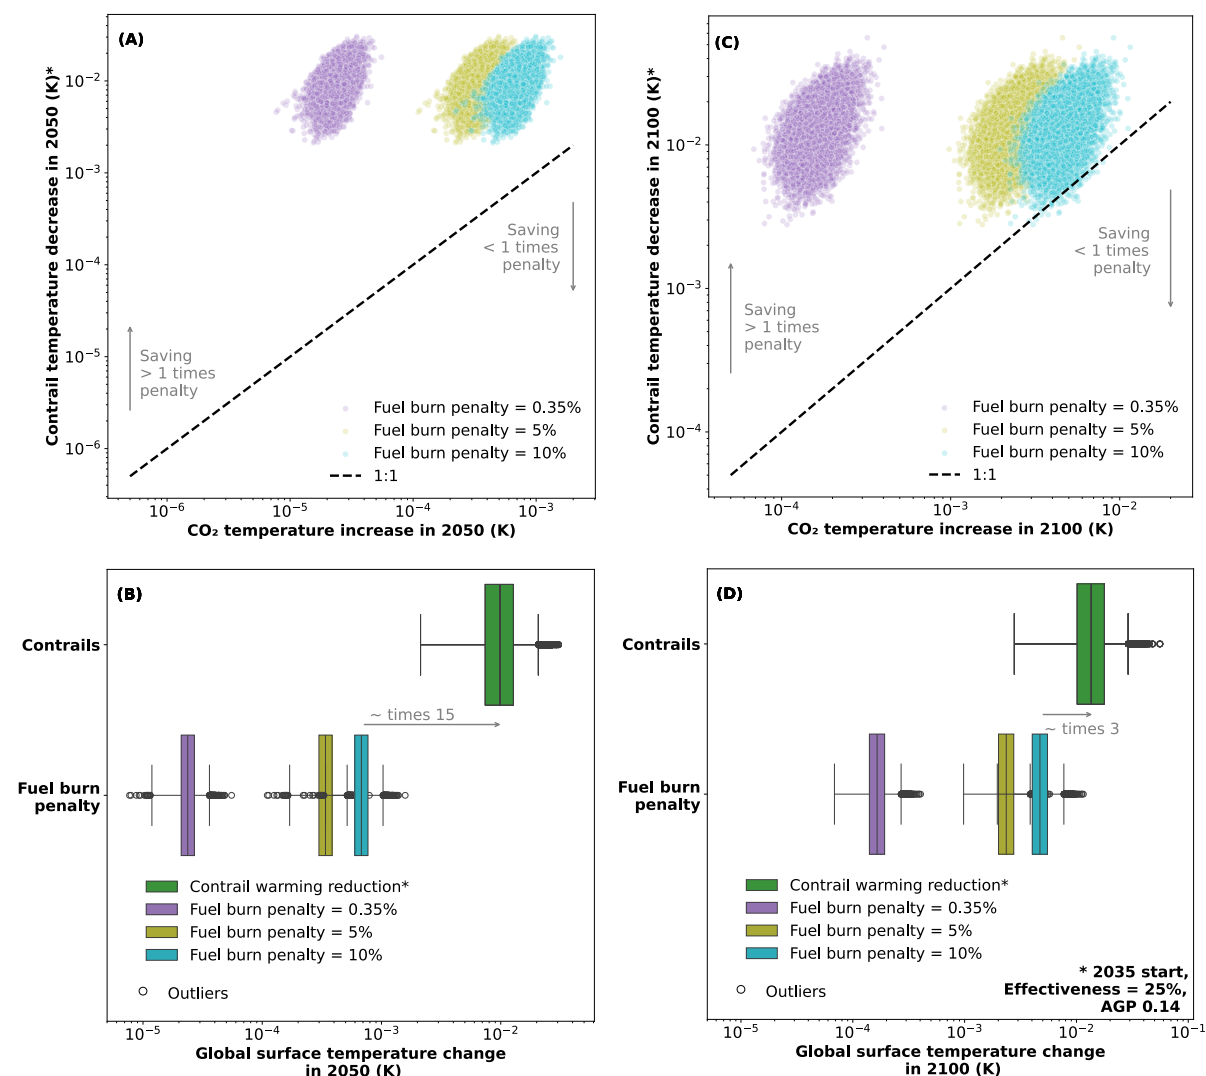 (A)
Contrail temperature decrease in 2050 (K)*
10⁻²
10⁻³
10⁻⁴
10⁻⁵
10⁻⁶
Saving
< 1 times
penalty
Saving
> 1 times
penalty
Fuel burn penalty = 0.35%
Fuel burn penalty = 5%
Fuel burn penalty = 10%
1:1
10⁻⁶
10⁻⁵
10⁻⁴
10⁻³
CO₂ temperature increase in 2050 (K)
(C)
Contrail temperature decrease in 2100 (K)*
10⁻²
10⁻³
10⁻⁴
Saving
< 1 times
penalty
Saving
> 1 times
penalty
Fuel burn penalty = 0.35%
Fuel burn penalty = 5%
Fuel burn penalty = 10%
1:1
10⁻⁴
10⁻³
10⁻²
CO₂ temperature increase in 2100 (K)
(B)
Contrails
~ times 15
Fuel burn
penalty
Contrail warming reduction*
Fuel burn penalty = 0.35%
Fuel burn penalty = 5%
Fuel burn penalty = 10%
Outliers
10⁻⁵
10⁻⁴
10⁻³
10⁻²
Global surface temperature change
in 2050 (K)
(D)
Contrails
~ times 3
Fuel burn
penalty
Contrail warming reduction*
Fuel burn penalty = 0.35%
Fuel burn penalty = 5%
Fuel burn penalty = 10%
Outliers
* 2035 start,
Effectiveness = 25%,
AGP 0.14
10⁻⁵
10⁻⁴
10⁻³
10⁻²
10⁻¹
Global surface temperature change
in 2100 (K)